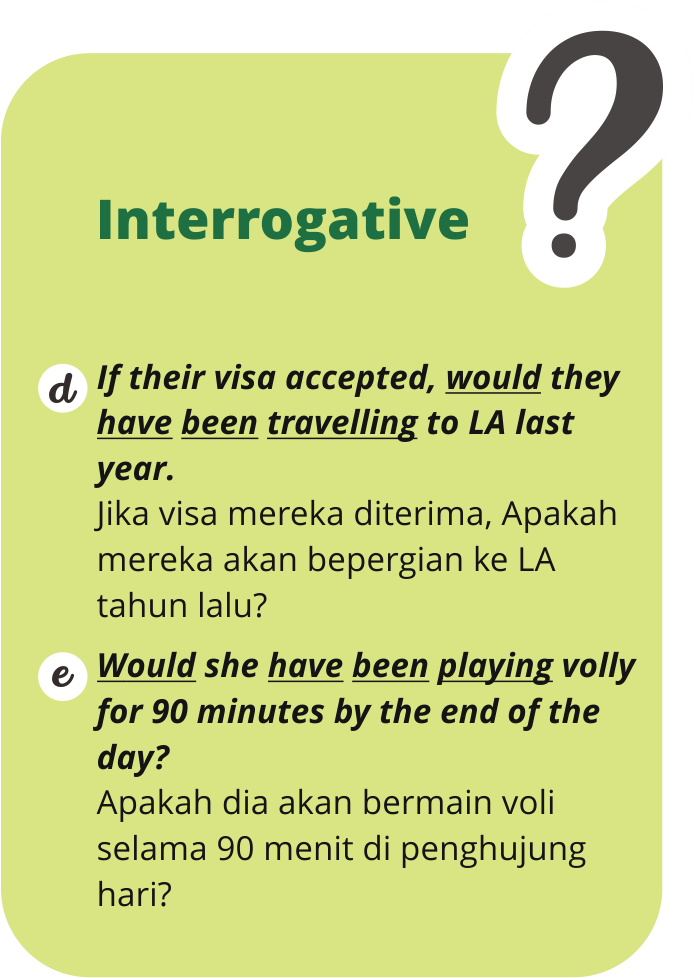 ?
Interrogative
d If their visa accepted, would they
have been travelling to LA last
year.
Jika visa mereka diterima, Apakah
mereka akan bepergian ke LA
tahun lalu?
e Would she have been playing volly
for 90 minutes by the end of the
day?
Apakah dia akan bermain voli
selama 90 menit di penghujung
hari?